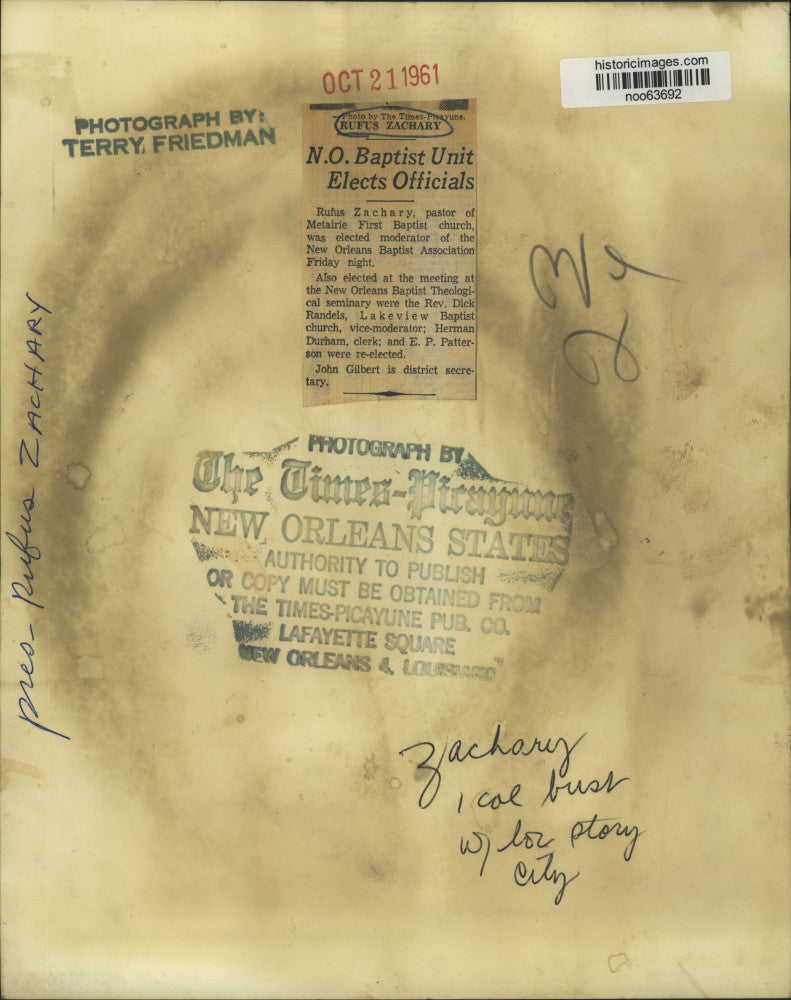 OCT 21 1961
historicimages.com
noo63692
PHOTOGRAPH BY:
TERRY FRIEDMAN
—Photo by The Times-Picayune.
RUFUS ZACHARY
N.O. Baptist Unit
Elects Officials
Rufus Zachary, pastor of
Metairie First Baptist church,
was elected moderator of the
New Orleans Baptist Association
Friday night.
Also elected at the meeting at
the New Orleans Baptist Theologi-
cal seminary were the Rev. Dick
Randels, Lakeview Baptist
church, vice-moderator; Herman
Durham, clerk; and E. P. Patter-
son were re-elected.
John Gilbert is district secre-
tary.
pres- Rufus ZACHARY
PHOTOGRAPH BY
The Times-Picayune
NEW ORLEANS STATES
AUTHORITY TO PUBLISH
OR COPY MUST BE OBTAINED FROM
THE TIMES-PICAYUNE PUB. CO.
LAFAYETTE SQUARE
NEW ORLEANS 4, LOUISIANA
Zachary
1 col bust
w/ loc story
City